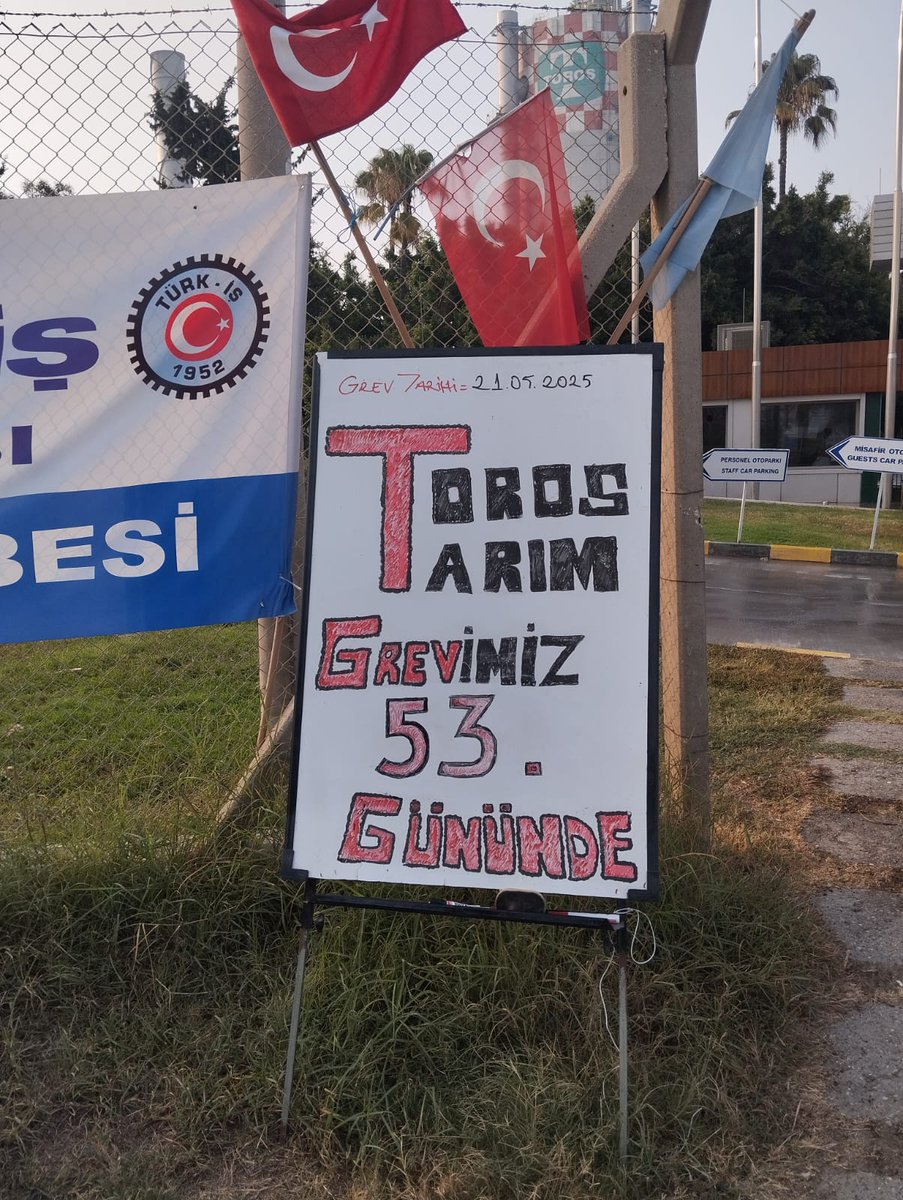 TOROS
TÜRK-İŞ
1952
BESİ
GREV TARİHİ= 21.05.2025
TOROS
TARIM
GREVİMİZ
53.
GÜNÜNDE
PERSONEL OTOPARKI
STAFF CAR PARKING
MİSAFİR OTO
GUESTS CAR P